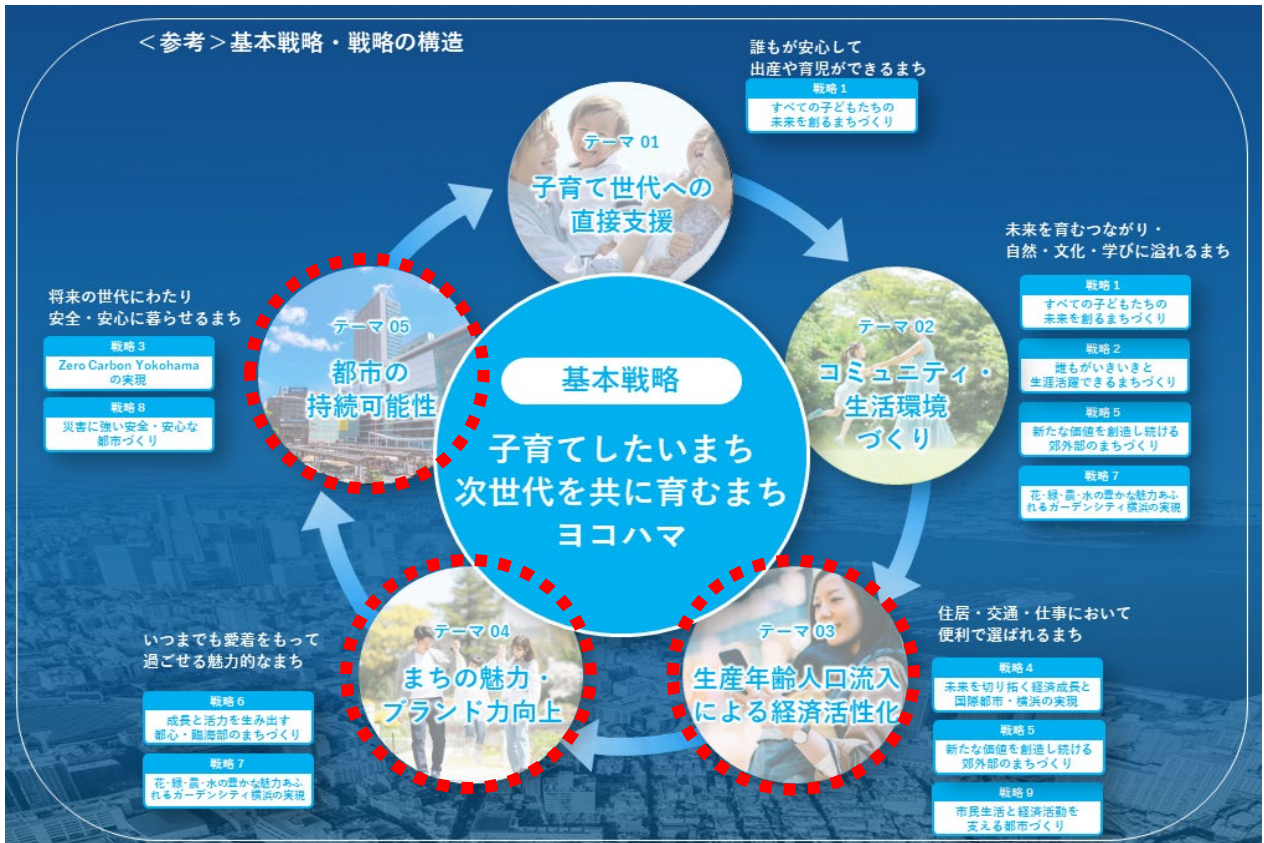 ＜参考＞基本戦略・戦略の構造
誰もが安心して
出産や育児ができるまち
戦略１
すべての子どもたちの
未来を創るまちづくり
テーマ 01
子育て世代への
直接支援
未来を育むつながり・
自然・文化・学びに溢れるまち
戦略１
すべての子どもたちの
未来を創るまちづくり
戦略２
誰もがいきいきと
生涯活躍できるまちづくり
戦略５
新たな価値を創造し続ける
郊外部のまちづくり
戦略７
花・緑・農・水の豊かな魅力あふ
れるガーデンシティ横浜の実現
テーマ 02
コミュニティ・
生活環境
づくり
将来の世代にわたり
安全・安心に暮らせるまち
戦略３
Zero Carbon Yokohama
の実現
戦略８
災害に強い安全・安心な
都市づくり
テーマ 05
都市の
持続可能性
基本戦略
子育てしたいまち
次世代を共に育むまち
ヨコハマ
いつまでも愛着をもって
過ごせる魅力的なまち
戦略６
成長と活力を生み出す
都心・臨海部のまちづくり
戦略７
花・緑・農・水の豊かな魅力あふ
れるガーデンシティ横浜の実現
テーマ 04
まちの魅力・
ブランド力向上
テーマ 03
生産年齢人口流入
による経済活性化
住居・交通・仕事において
便利で選ばれるまち
戦略４
未来を切り拓く経済成長と
国際都市・横浜の実現
戦略５
新たな価値を創造し続ける
郊外部のまちづくり
戦略９
市民生活と経済活動を
支える都市づくり